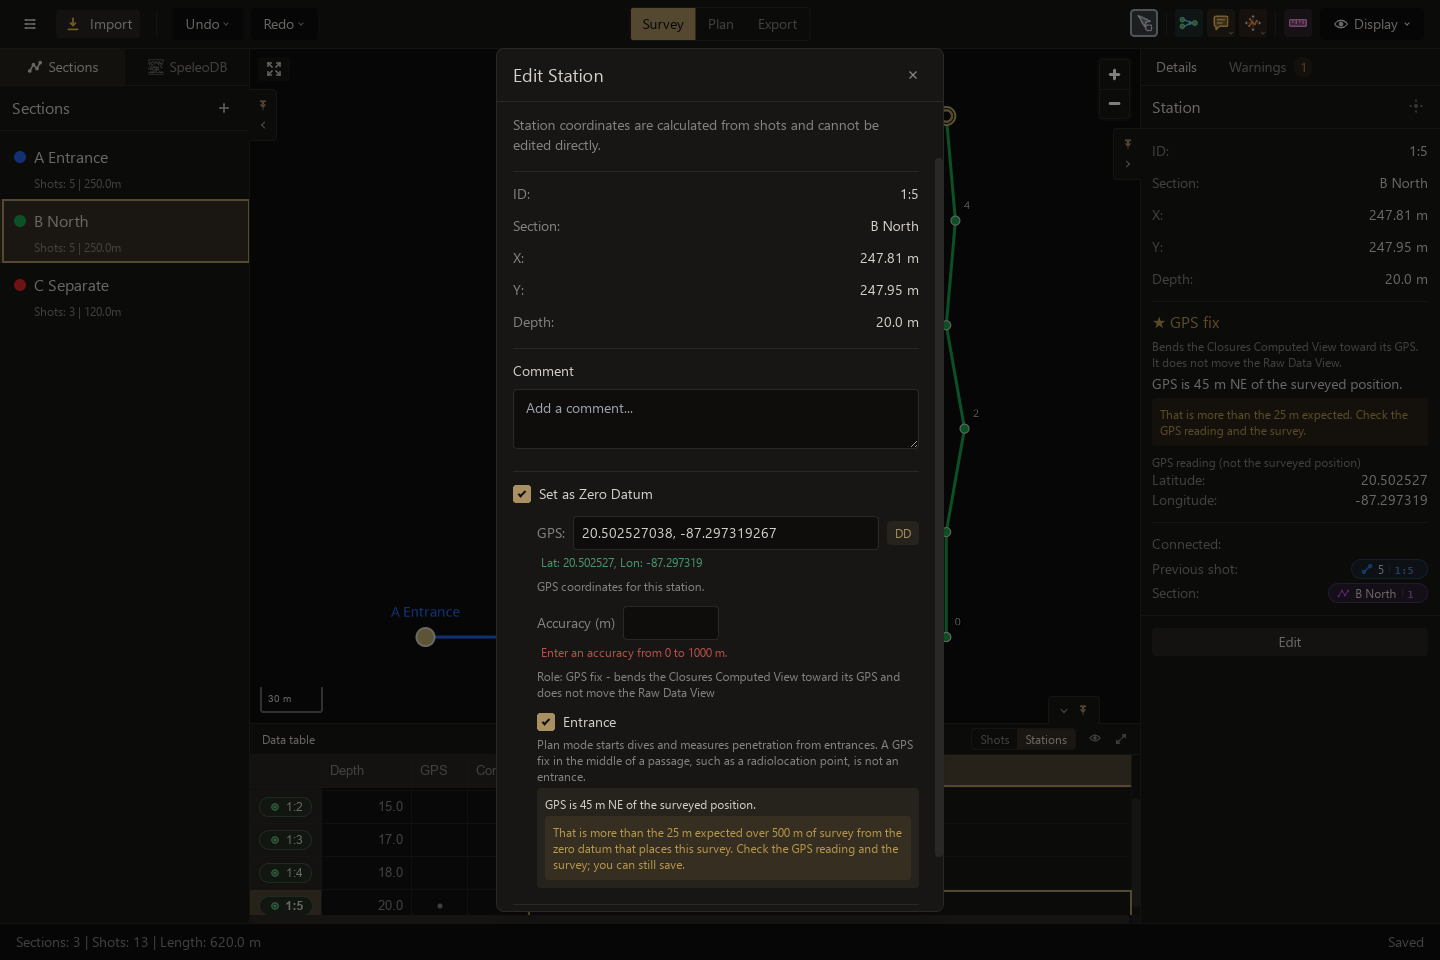 Import
Undo
Redo
Survey
Plan
Export
Display
Sections
SpeleoDB
Sections
A Entrance
Shots: 5 | 250.0m
B North
Shots: 5 | 250.0m
C Separate
Shots: 3 | 120.0m
A Entrance
30 m
4
2
0
Edit Station
Station coordinates are calculated from shots and cannot be
edited directly.
ID: 1:5
Section: B North
X: 247.81 m
Y: 247.95 m
Depth: 20.0 m
Comment
Add a comment...
Set as Zero Datum
GPS: 20.502527038, -87.297319267 DD
Lat: 20.502527, Lon: -87.297319
GPS coordinates for this station.
Accuracy (m)
Enter an accuracy from 0 to 1000 m.
Role: GPS fix - bends the Closures Computed View toward its GPS and
does not move the Raw Data View
Entrance
Plan mode starts dives and measures penetration from entrances. A GPS
fix in the middle of a passage, such as a radiolocation point, is not an
entrance.
GPS is 45 m NE of the surveyed position.
That is more than the 25 m expected over 500 m of survey from the
zero datum that places this survey. Check the GPS reading and the
survey; you can still save.
Data table
Shots
Stations
Depth GPS Co
1:2 15.0
1:3 17.0
1:4 18.0
1:5 20.0
Details
Warnings 1
Station
ID: 1:5
Section: B North
X: 247.81 m
Y: 247.95 m
Depth: 20.0 m
★ GPS fix
Bends the Closures Computed View toward its GPS.
It does not move the Raw Data View.
GPS is 45 m NE of the surveyed position.
That is more than the 25 m expected. Check the
GPS reading and the survey.
GPS reading (not the surveyed position)
Latitude: 20.502527
Longitude: -87.297319
Connected:
Previous shot: 5 1:5
Section: B North 1
Edit
Sections: 3 | Shots: 13 | Length: 620.0 m
Saved